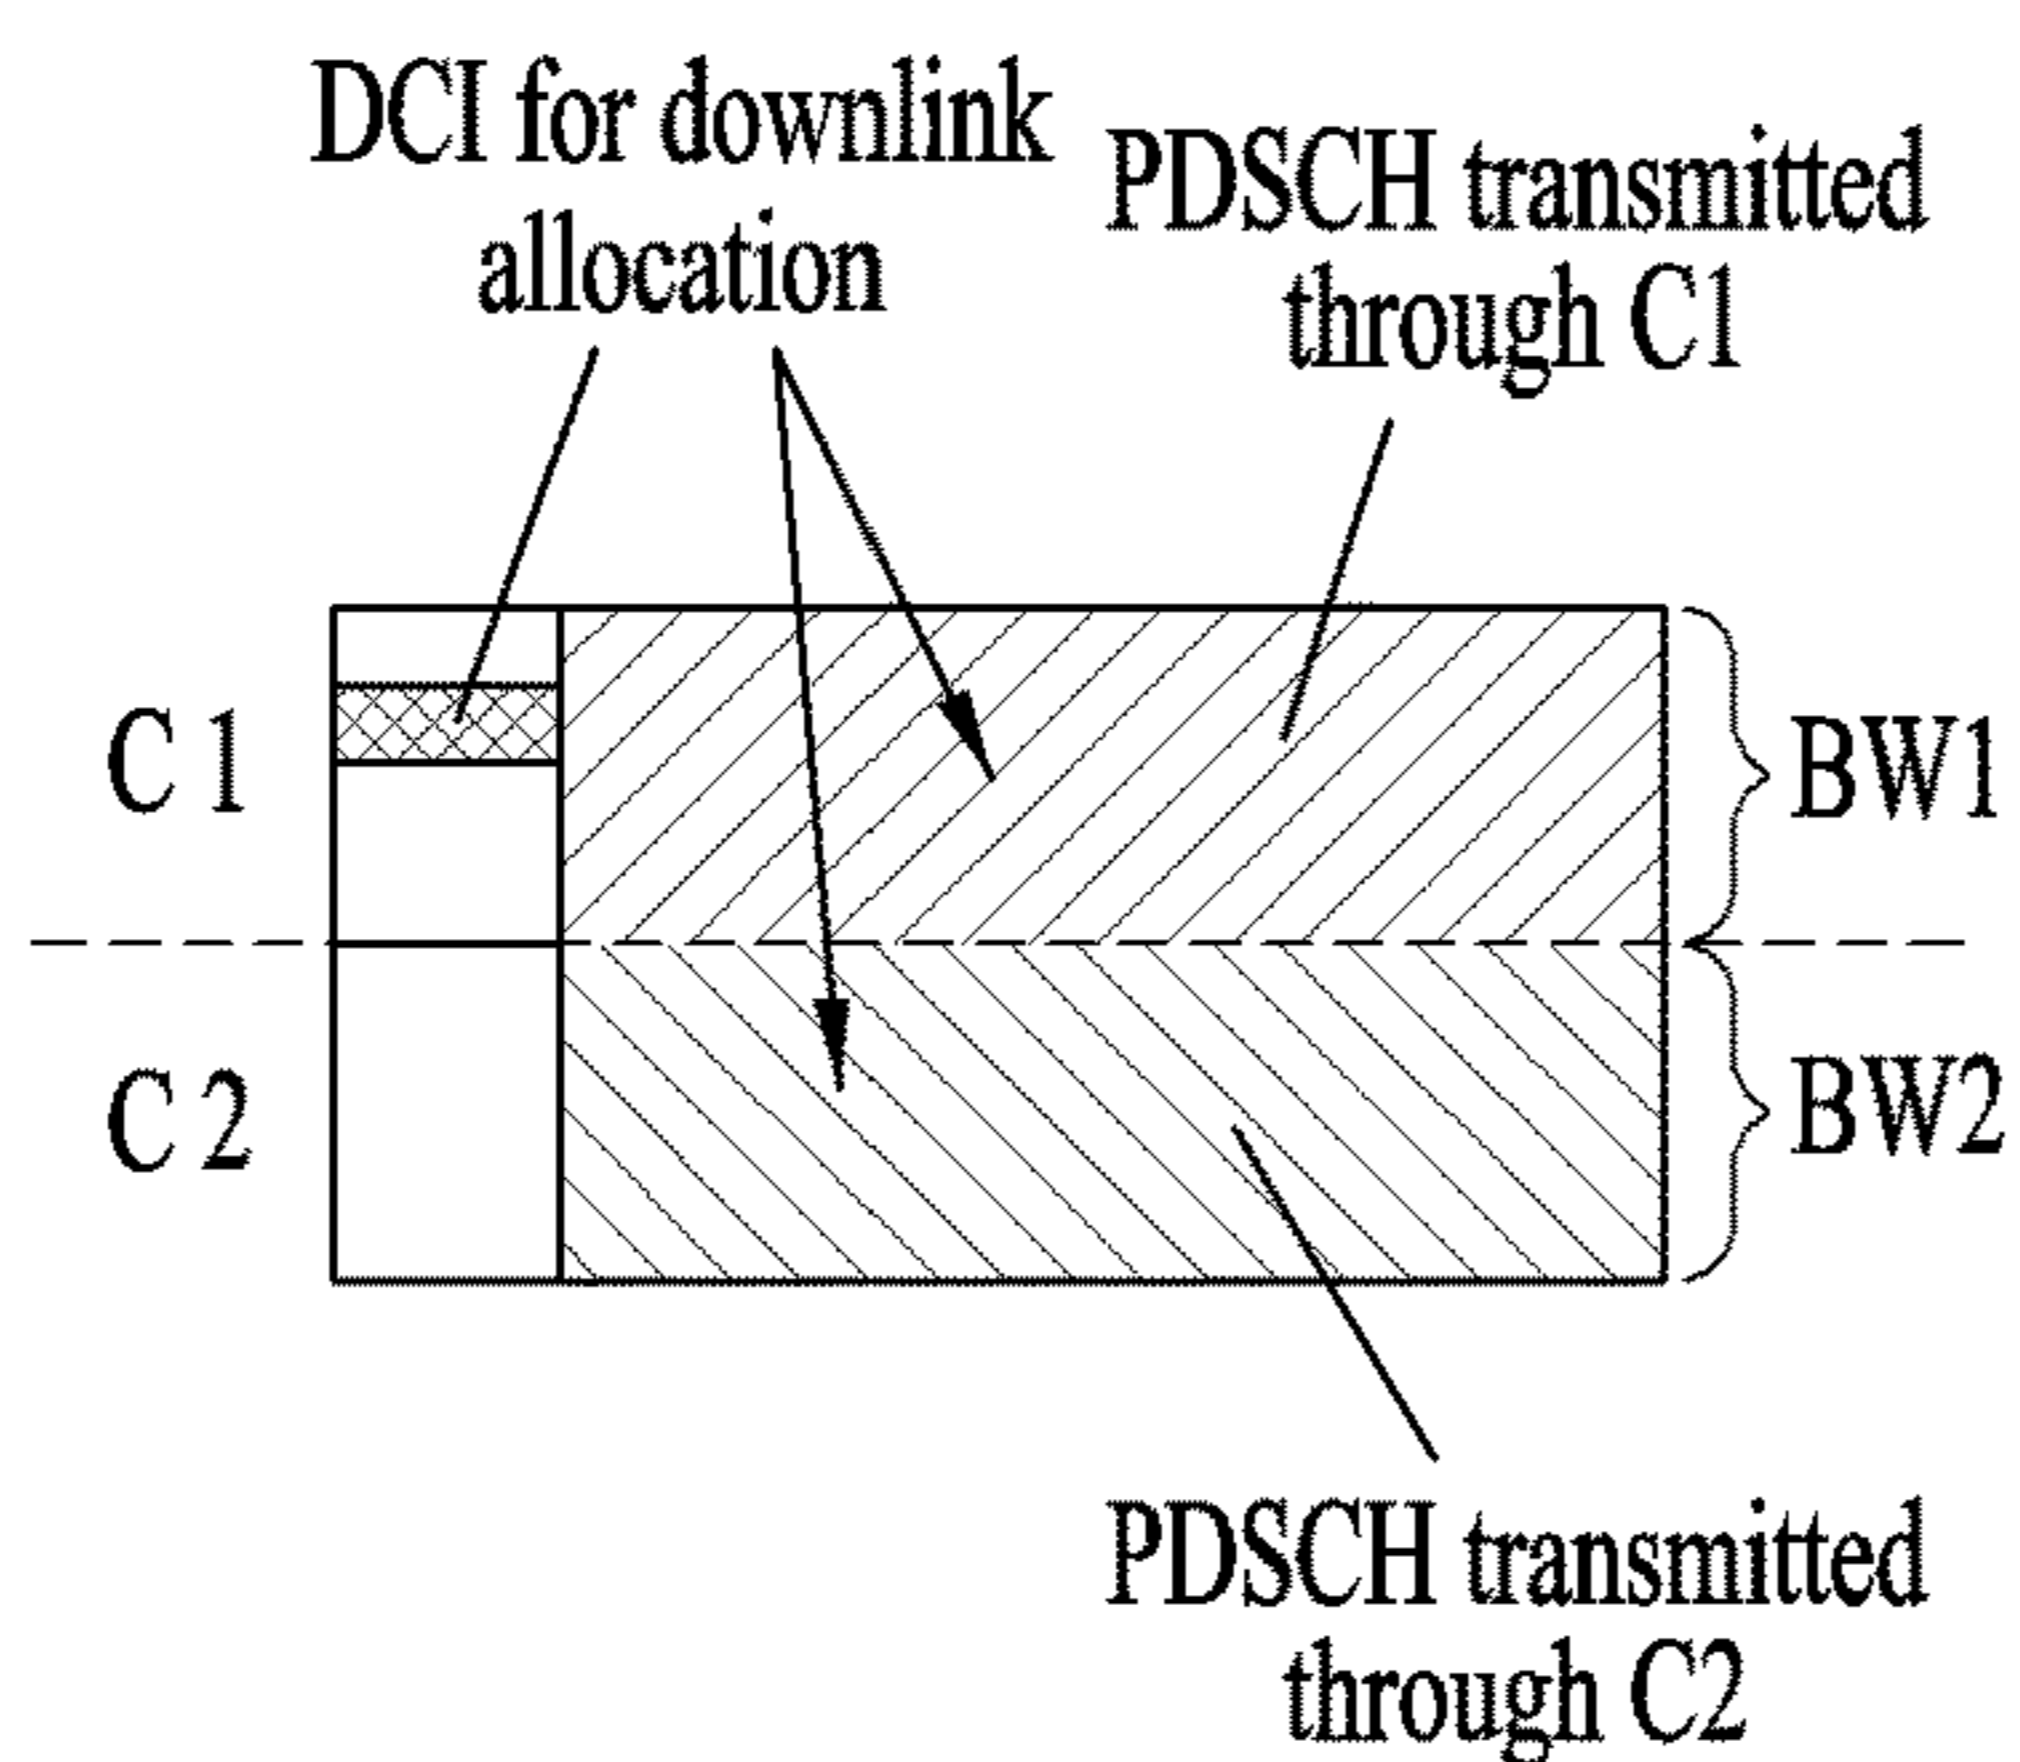 DCI for downlink
allocation
PDSCH transmitted
through C1
C 1
BW1
C 2
BW2
PDSCH transmitted
through C2